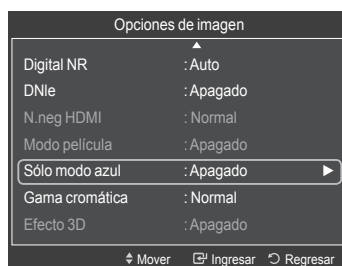 Opciones de imagen
Digital NR : Auto
DNIe : Apagado
N.neg HDMI : Normal
Modo película : Apagado
Sólo modo azul : Apagado
Gama cromática : Normal
Efecto 3D : Apagado
Mover Ingresar Regresar